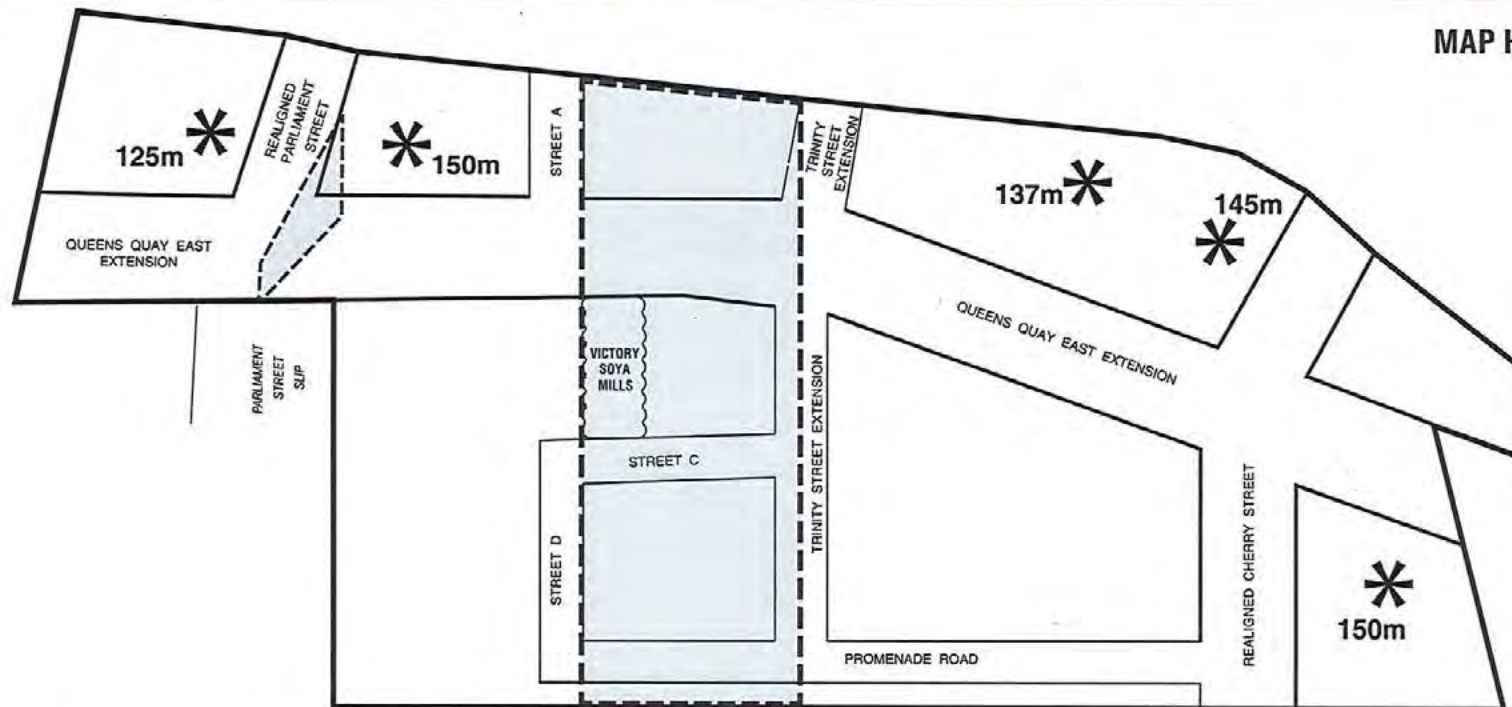 MAP H
REALIGNED
PARLIAMENT
STREET
125m
150m
STREET A
TRINITY
STREET
EXTENSION
137m
145m
QUEENS QUAY EAST
EXTENSION
QUEENS QUAY EAST EXTENSION
PARLIAMENT
STREET
SLIP
VICTORY
SOYA
MILLS
TRINITY STREET EXTENSION
STREET C
STREET D
REALIGNED CHERRY STREET
150m
PROMENADE ROAD